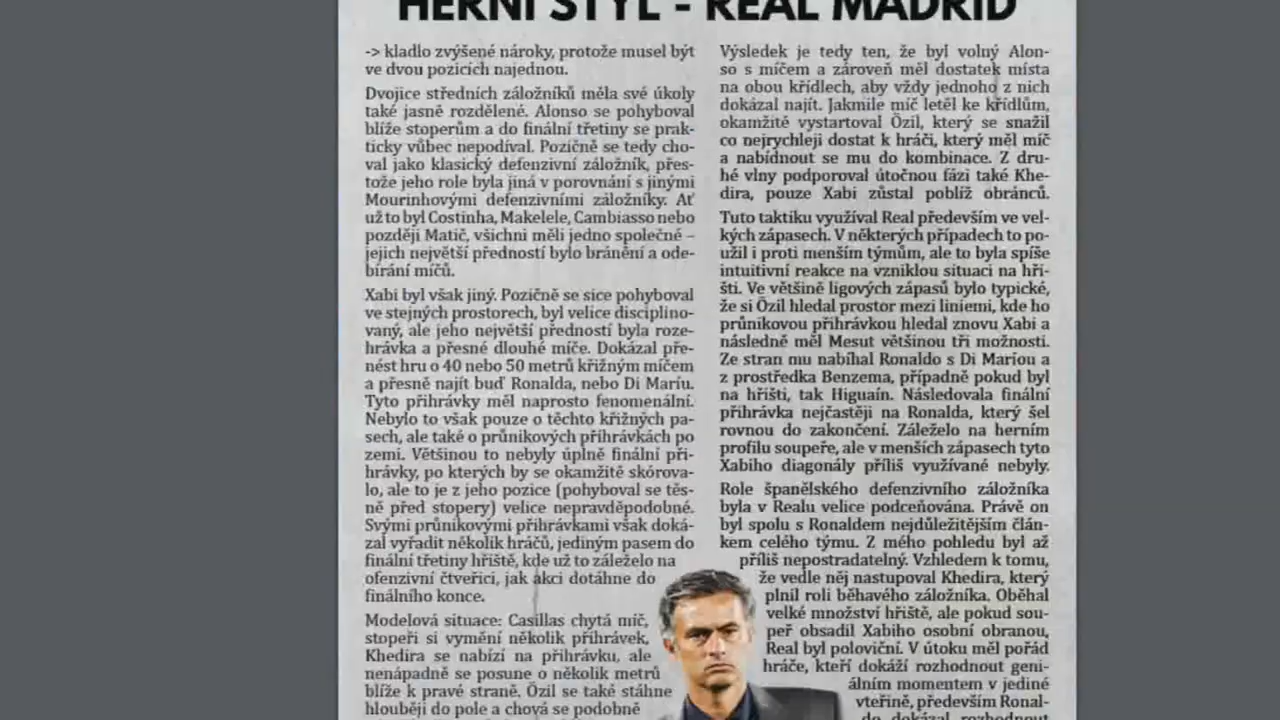 HERNÍ STYL - REAL MADRID
-> kladlo zvýšené nároky, protože musel být
ve dvou pozicích najednou.
Dvojice středních záložníků měla své úkoly
také jasně rozdělené. Alonso se pohyboval
blíže stoperům a do finální třetiny se prak-
ticky vůbec nepodíval. Pozičně se tedy cho-
val jako klasický defenzivní záložník, přes-
tože jeho role byla jiná v porovnání s jinými
Mourinhovými defenzivními záložníky. Ať
už to byl Costinha, Makelele, Cambiasso nebo
později Matič, všichni měli jedno společné –
jejich největší předností bylo bránění a ode-
bírání míčů.
Xabi byl však jiný. Pozičně se sice pohyboval
ve stejných prostorech, byl velice disciplino-
vaný, ale jeho největší předností byla roze-
hrávka a přesné dlouhé míče. Dokázal pře-
nést hru o 40 nebo 50 metrů křižným míčem
a přesně najít buď Ronalda, nebo Di Maríu.
Tyto přihrávky měl naprosto fenomenální.
Nebylo to však pouze o těchto křižných pa-
sech, ale také o průnikových přihrávkách po
zemi. Většinou to nebyly úplně finální při-
hrávky, po kterých by se okamžitě skórova-
lo, ale to je z jeho pozice (pohyboval se těs-
ně před stopery) velice nepravděpodobné.
Svými průnikovými přihrávkami však doká-
zal vyřadit několik hráčů, jediným pasem do
finální třetiny hřiště, kde už to záleželo na
ofenzivní čtveřici, jak akci dotáhne do
finálního konce.
Modelová situace: Casillas chytá míč,
stopeři si vymění několik přihrávek,
Khedira se nabízí na přihrávku, ale
nenápadně se posune o několik metrů
blíže k pravé straně. Özil se také stáhne
hlouběji do pole a chová se podobně
Výsledek je tedy ten, že byl volný Alon-
so s míčem a zároveň měl dostatek místa
na obou křídlech, aby vždy jednoho z nich
dokázal najít. Jakmile míč letěl ke křídlům,
okamžitě vystartoval Özil, který se snažil
co nejrychleji dostat k hráči, který měl míč
a nabídnout se mu do kombinace. Z dru-
hé vlny podporoval útočnou fázi také Khe-
dira, pouze Xabi zůstal poblíž obránců.
Tuto taktiku využíval Real především ve vel-
kých zápasech. V některých případech to po-
užil i proti menším týmům, ale to byla spíše
intuitivní reakce na vzniklou situaci na hři-
šti. Ve většině ligových zápasů bylo typické,
že si Özil hledal prostor mezi liniemi, kde ho
průnikovou přihrávkou hledal znovu Xabi a
následně měl Mesut většinou tři možnosti.
Ze stran mu nabíhal Ronaldo s Di Maríou a
z prostředka Benzema, případně pokud byl
na hřišti, tak Higuaín. Následovala finální
přihrávka nejčastěji na Ronalda, který šel
rovnou do zakončení. Záleželo na herním
profilu soupeře, ale v menších zápasech tyto
Xabiho diagonály příliš využívané nebyly.
Role španělského defenzivního záložníka
byla v Realu velice podceňována. Právě on
byl spolu s Ronaldem nejdůležitějším člán-
kem celého týmu. Z mého pohledu byl až
příliš nepostradatelný. Vzhledem k tomu,
že vedle něj nastupoval Khedira, který
plnil roli běhavého záložníka. Oběhal
velké množství hřiště, ale pokud sou-
peř obsadil Xabiho osobní obranou,
Real byl poloviční. V útoku měl pořád
hráče, kteří dokáží rozhodnout geni-
álním momentem v jediné
vteřině, především Ronal-
do dokázal rozhodnout